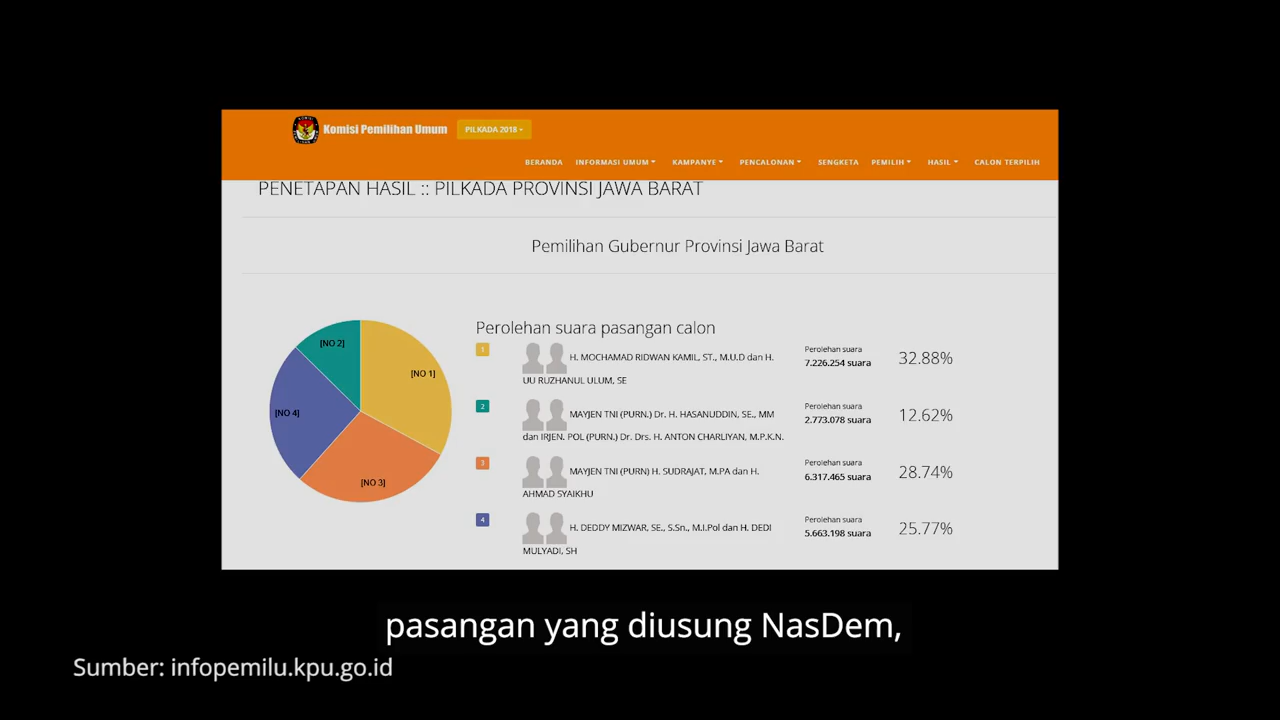 Komisi Pemilihan Umum
PILKADA 2018
BERANDA INFORMASI UMUM KAMPANYE PENCALONAN SENGKETA PEMILIH HASIL CALON TERPILIH
PENETAPAN HASIL :: PILKADA PROVINSI JAWA BARAT
Pemilihan Gubernur Provinsi Jawa Barat
[NO 2]
[NO 1]
[NO 4]
[NO 3]
Perolehan suara pasangan calon
1
H. MOCHAMAD RIDWAN KAMIL, ST., M.U.D dan H.
UU RUZHANUL ULUM, SE
Perolehan suara
7.226.254 suara
32.88%
2
MAYJEN TNI (PURN.) Dr. H. HASANUDDIN, SE., MM
dan IRJEN. POL (PURN.) Dr. Drs. H. ANTON CHARLIYAN, M.P.K.N.
Perolehan suara
2.773.078 suara
12.62%
3
MAYJEN TNI (PURN) H. SUDRAJAT, M.PA dan H.
AHMAD SYAIKHU
Perolehan suara
6.317.465 suara
28.74%
4
H. DEDDY MIZWAR, SE., S.Sn., M.I.Pol dan H. DEDI
MULYADI, SH
Perolehan suara
5.663.198 suara
25.77%
pasangan yang diusung NasDem,
Sumber: infopemilu.kpu.go.id